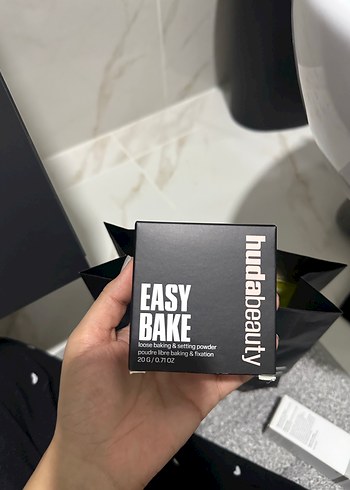 EASY
BAKE
loose baking & setting powder
poudre libre baking & fixation
20 G / 0.71 OZ
hudabeauty